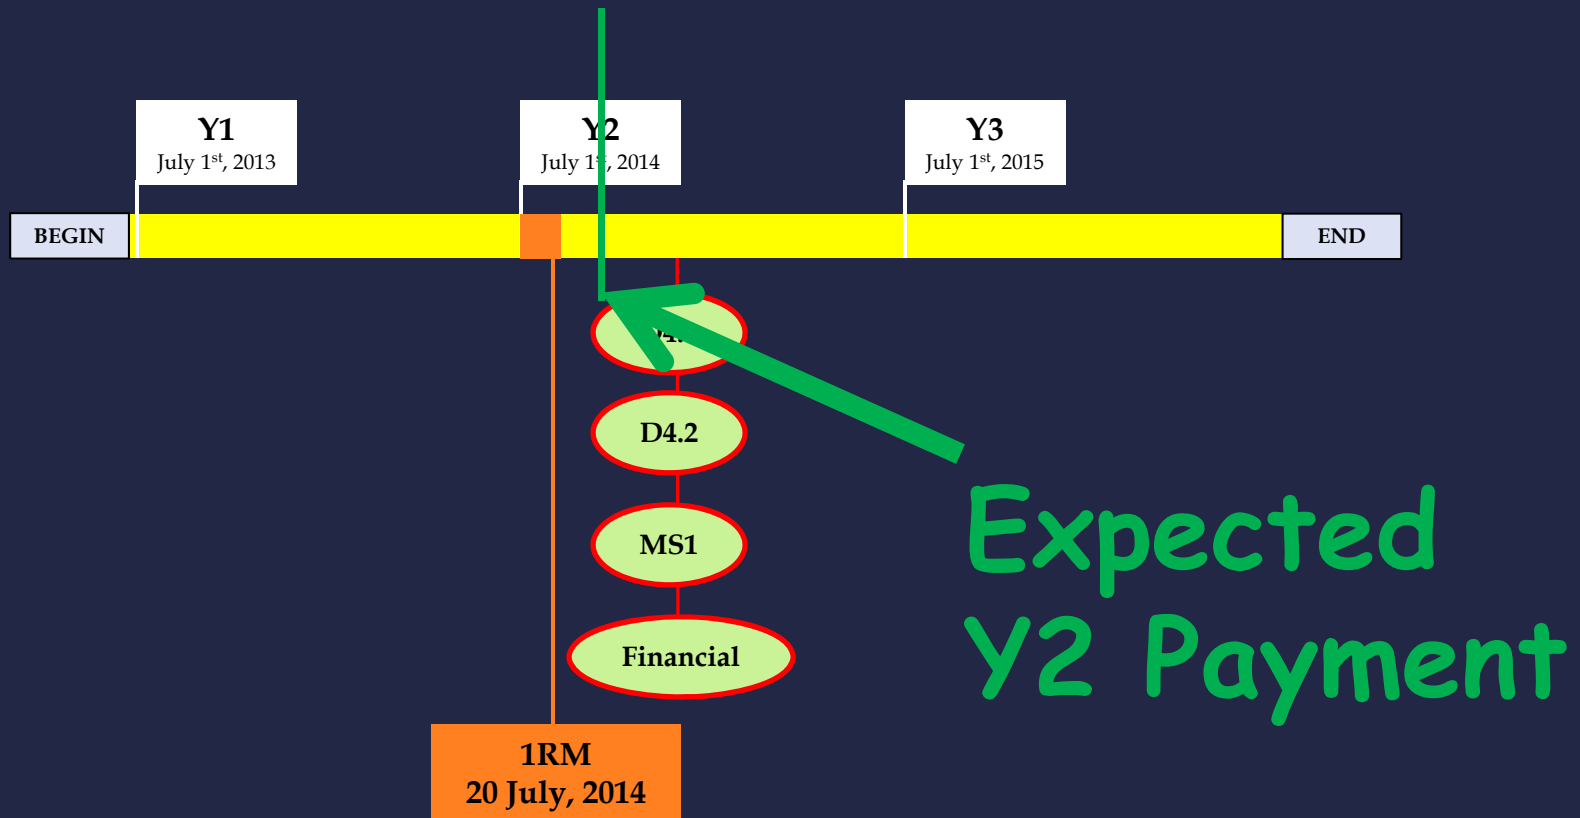 Y1
July 1st, 2013
Y2
July 1st, 2014
Y3
July 1st, 2015
BEGIN
END
D4.2
MS1
Financial
Expected
Y2 Payment
1RM
20 July, 2014